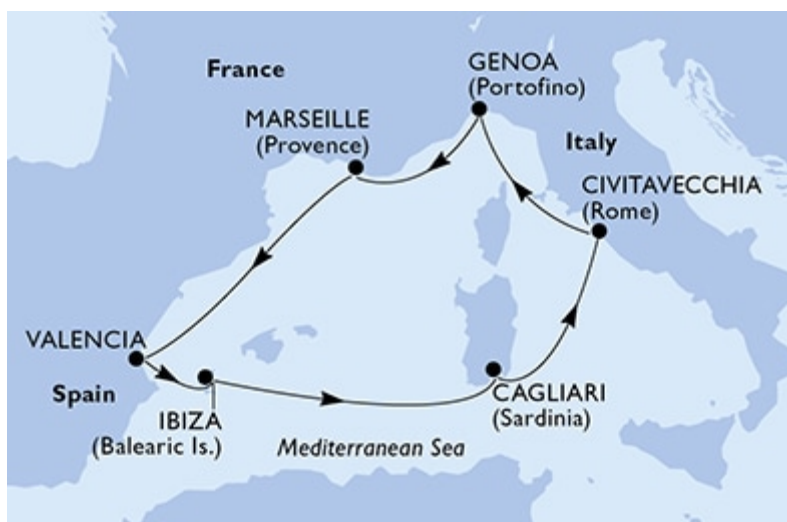 France
GENOA
(Portofino)
MARSEILLE
(Provence)
Italy
CIVITAVECCHIA
(Rome)
VALENCIA
Spain
IBIZA
(Balearic Is.)
CAGLIARI
(Sardinia)
Mediterranean Sea